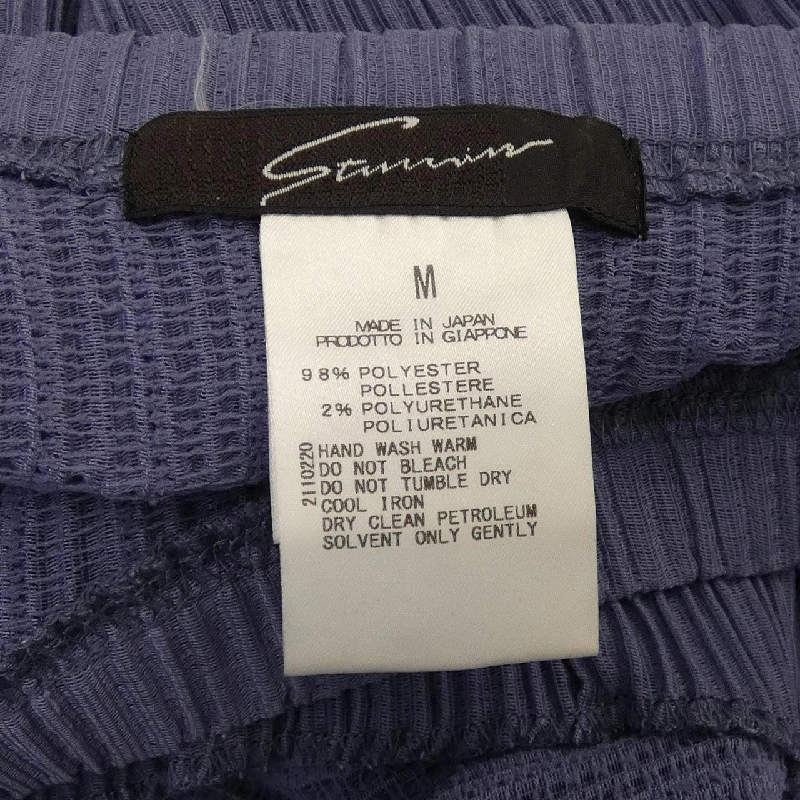 M
MADE IN JAPAN
PRODOTTO IN GIAPPONE
98% POLYESTER
POLLESTERE
2% POLYURETHANE
POLIURETANICA
2110220
HAND WASH WARM
DO NOT BLEACH
DO NOT TUMBLE DRY
COOL IRON
DRY CLEAN PETROLEUM
SOLVENT ONLY GENTLY